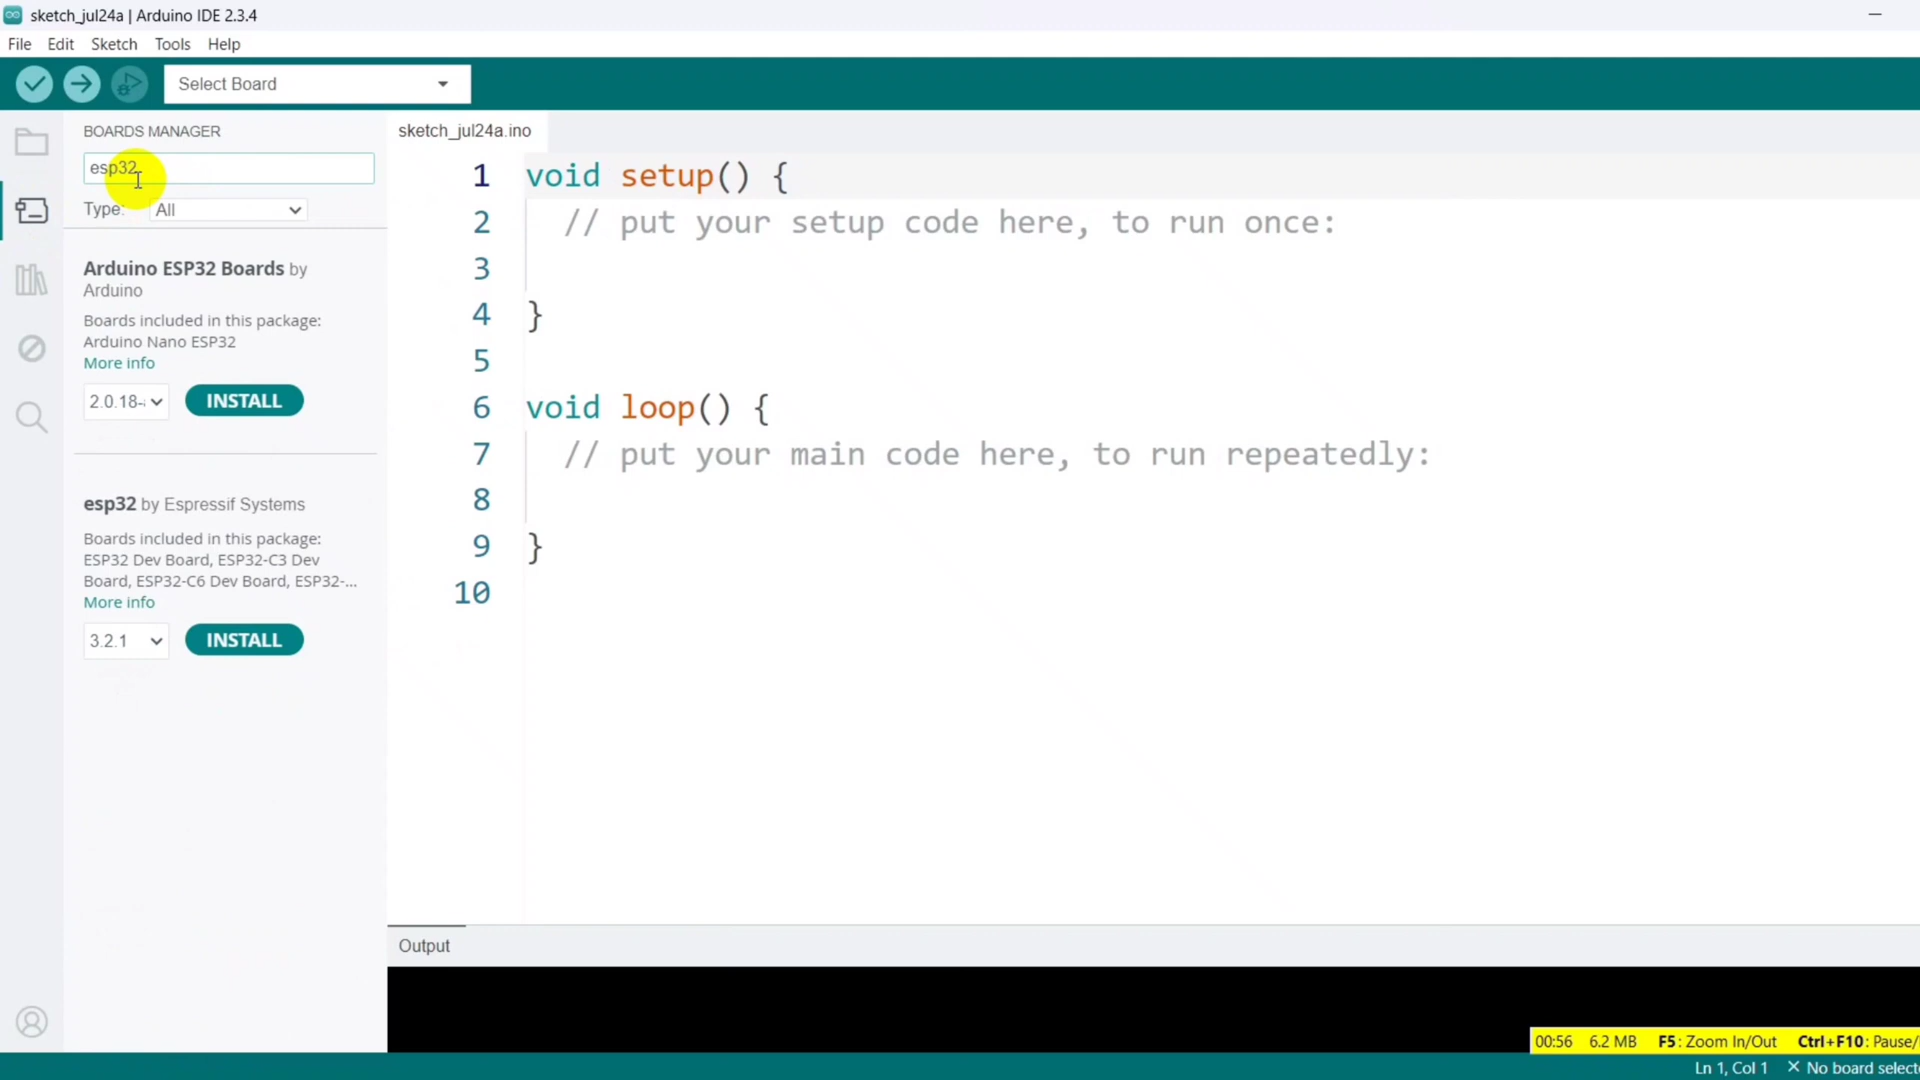 sketch_jul24a | Arduino IDE 2.3.4
File Edit Sketch Tools Help
Select Board
BOARDS MANAGER
esp32
Type: All
Arduino ESP32 Boards by
Arduino
Boards included in this package:
Arduino Nano ESP32
More info
2.0.18- INSTALL
esp32 by Espressif Systems
Boards included in this package:
ESP32 Dev Board, ESP32-C3 Dev
Board, ESP32-C6 Dev Board, ESP32-...
More info
3.2.1 INSTALL
sketch_jul24a.ino
1 void setup() {
2 // put your setup code here, to run once:
3
4 }
5
6 void loop() {
7 // put your main code here, to run repeatedly:
8
9 }
10
Output
00:56 6.2 MB F5: Zoom In/Out Ctrl+F10: Pause/
Ln 1, Col 1 × No board select